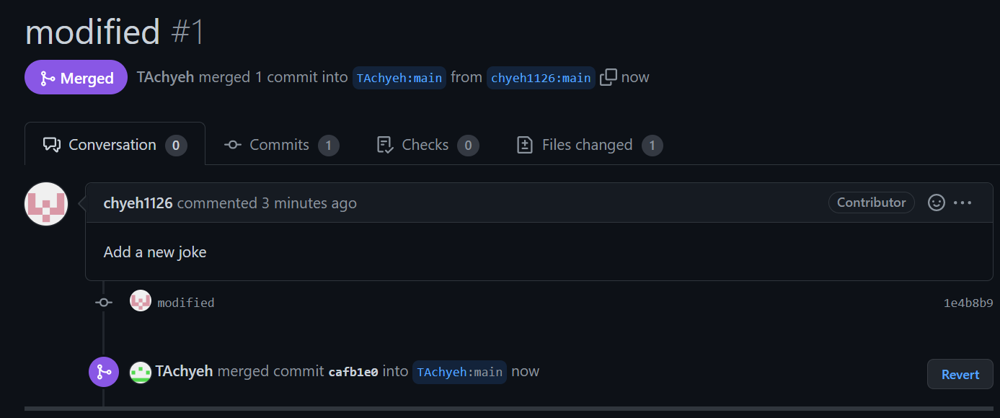 modified #1
Merged TAchyeh merged 1 commit into TAchyeh:main from chyeh1126:main now
Conversation 0 Commits 1 Checks 0 Files changed 1
chyeh1126 commented 3 minutes ago Contributor
Add a new joke
modified 1e4b8b9
TAchyeh merged commit cafb1e0 into TAchyeh:main now Revert